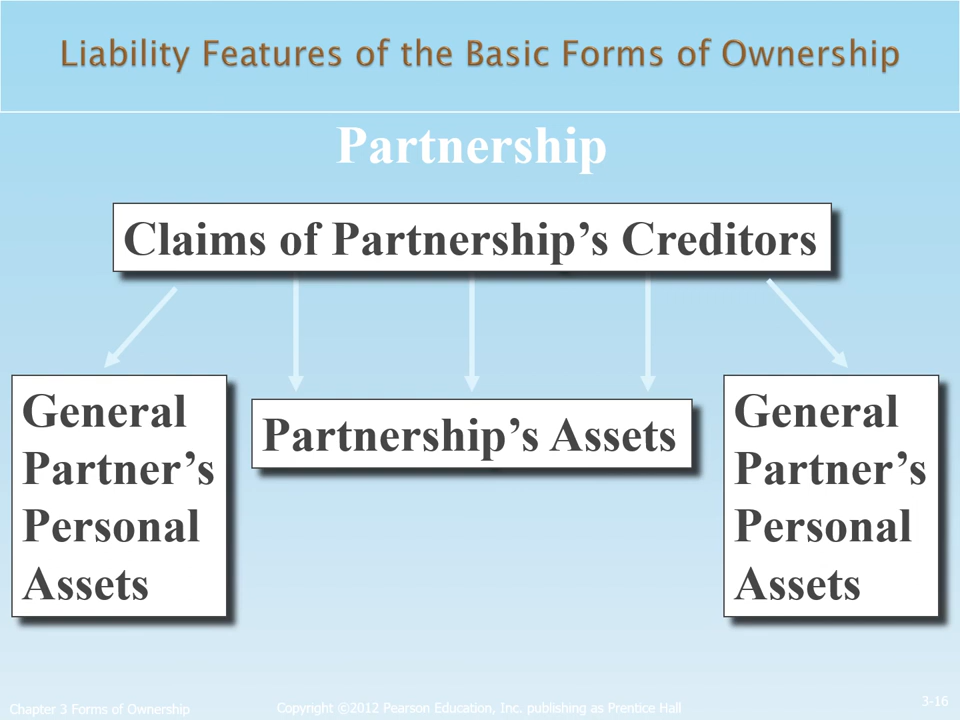 Liability Features of the Basic Forms of Ownership
Partnership
Claims of Partnership’s Creditors
General
Partner’s
Personal
Assets
Partnership’s Assets
General
Partner’s
Personal
Assets
Chapter 3 Forms of Ownership
Copyright ©2012 Pearson Education, Inc. publishing as Prentice Hall
3-16